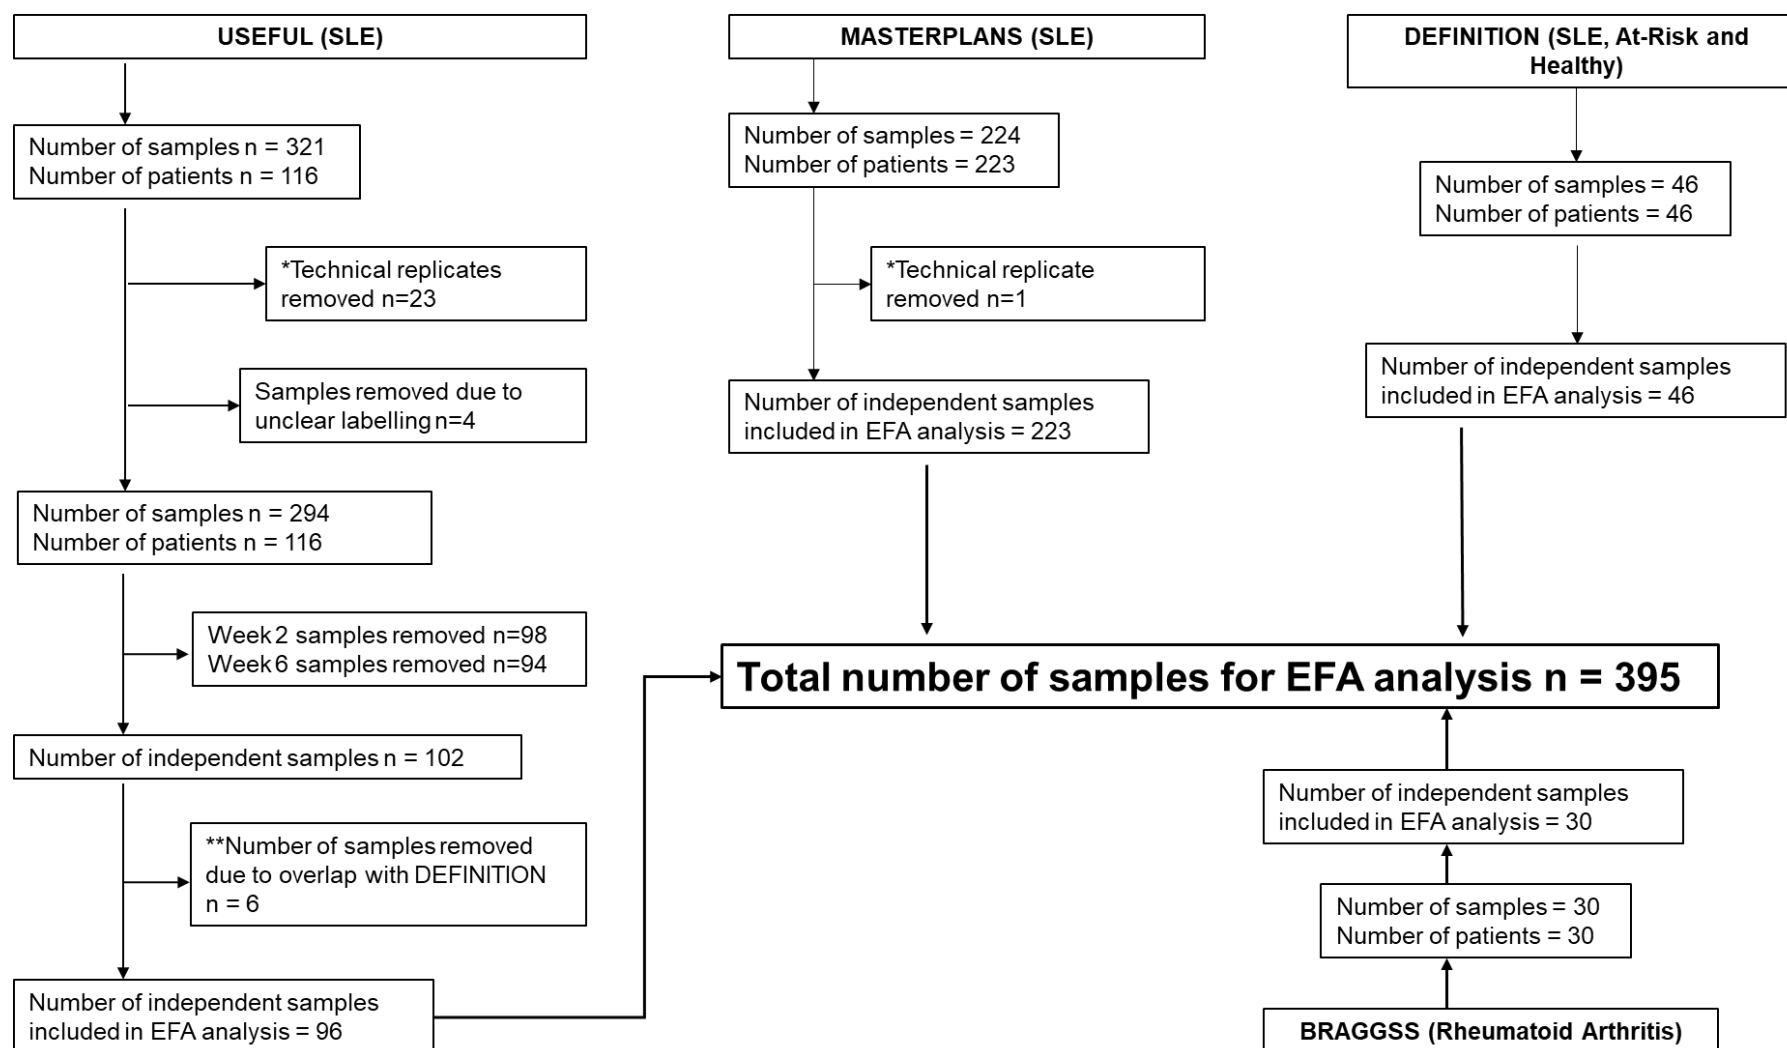 USEFUL (SLE)
Number of samples n = 321
Number of patients n = 116
*Technical replicates
removed n=23
Samples removed due to
unclear labelling n=4
Number of samples n = 294
Number of patients n = 116
Week 2 samples removed n=98
Week 6 samples removed n=94
Number of independent samples n = 102
**Number of samples removed
due to overlap with DEFINITION
n = 6
Number of independent samples
included in EFA analysis = 96
MASTERPLANS (SLE)
Number of samples = 224
Number of patients = 223
*Technical replicate
removed n=1
Number of independent samples
included in EFA analysis = 223
DEFINITION (SLE, At-Risk and
Healthy)
Number of samples = 46
Number of patients = 46
Number of independent samples
included in EFA analysis = 46
Total number of samples for EFA analysis n = 395
Number of independent samples
included in EFA analysis = 30
Number of samples = 30
Number of patients = 30
BRAGGSS (Rheumatoid Arthritis)